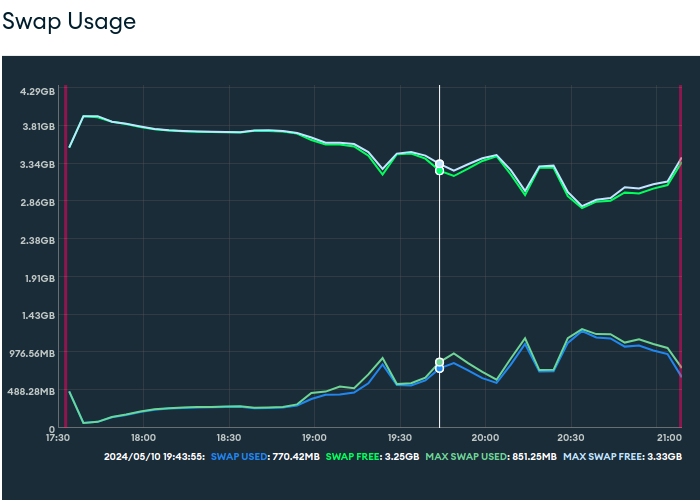 Swap Usage
4.29GB
3.81GB
3.34GB
2.86GB
2.38GB
1.91GB
1.43GB
976.56MB
488.28MB
0
17:30 18:00 18:30 19:00 19:30 20:00 20:30 21:00
2024/05/10 19:43:55: SWAP USED: 770.42MB SWAP FREE: 3.25GB MAX SWAP USED: 851.25MB MAX SWAP FREE: 3.33GB